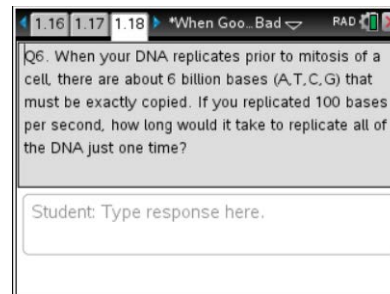 1.16 1.17 1.18 *When Goo...Bad RAD
Q6. When your DNA replicates prior to mitosis of a
cell, there are about 6 billion bases (A,T,C,G) that
must be exactly copied. If you replicated 100 bases
per second, how long would it take to replicate all of
the DNA just one time?
Student: Type response here.